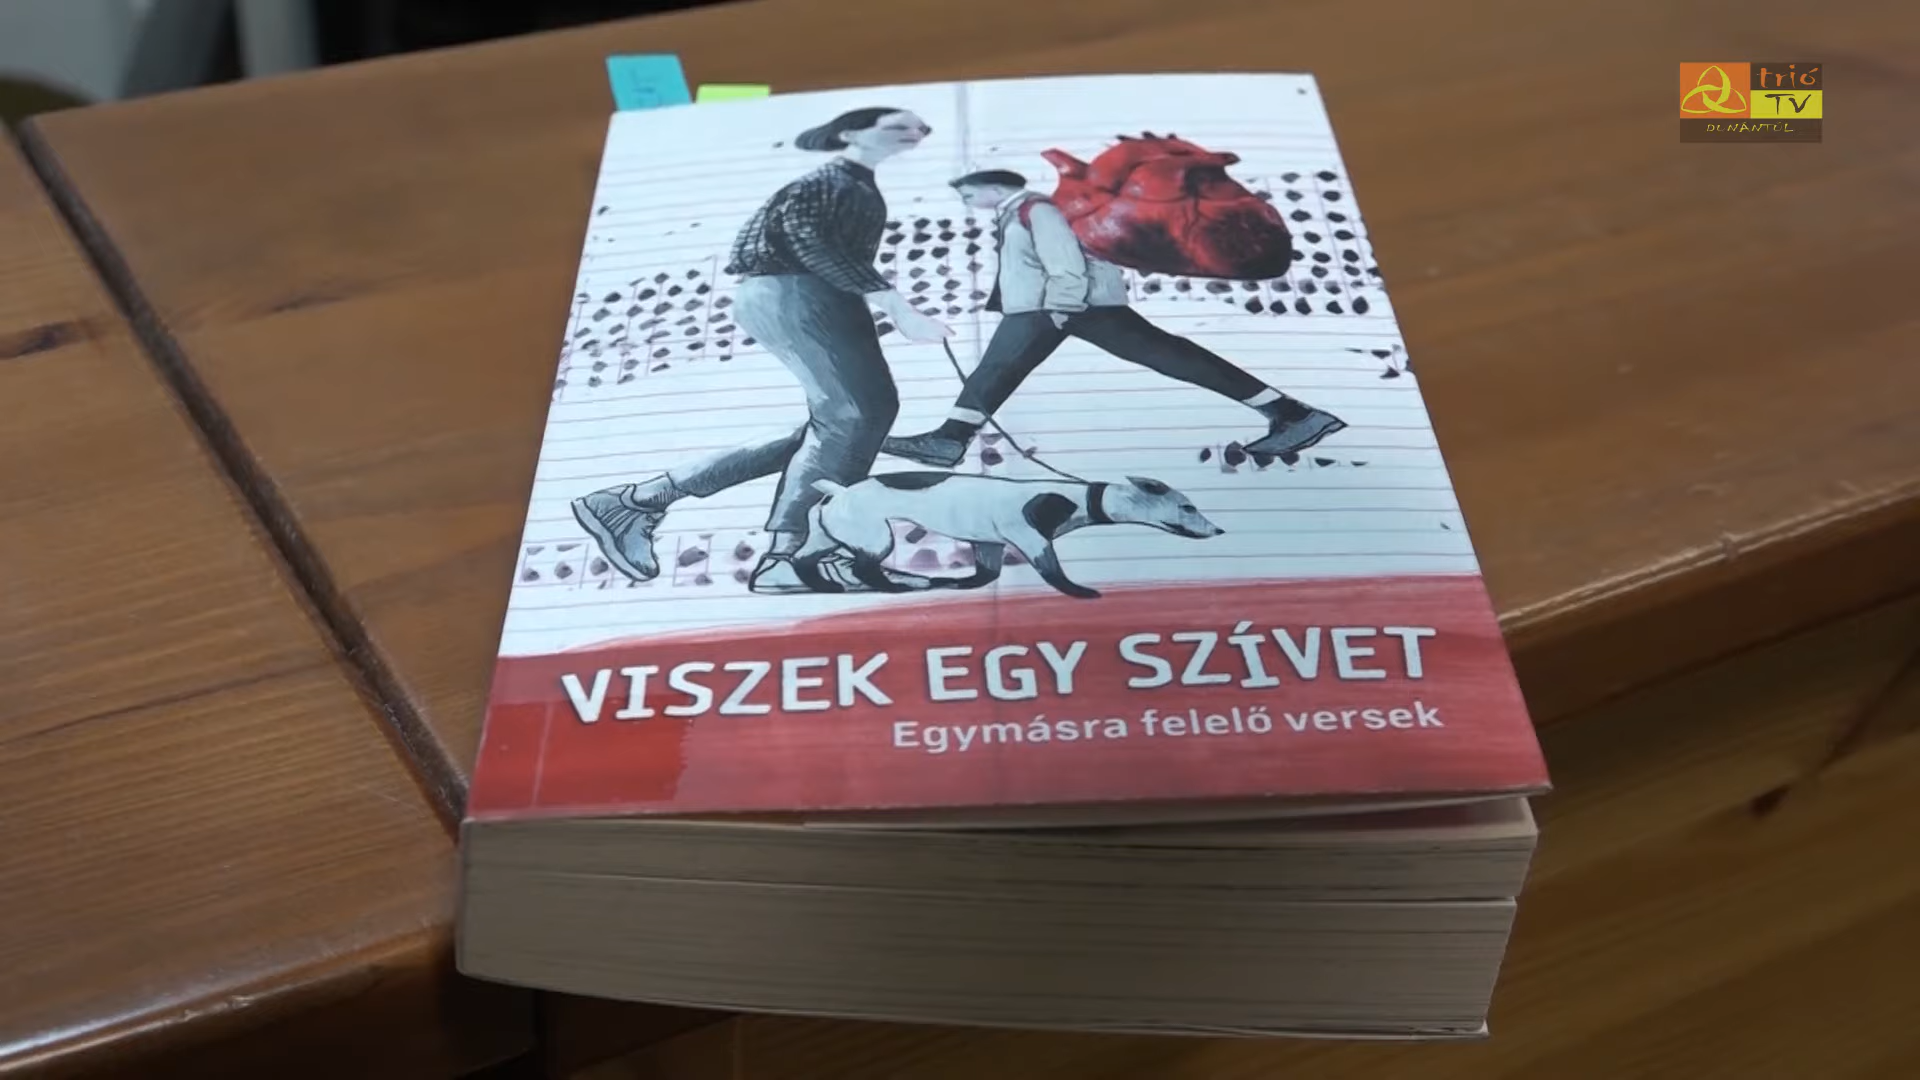 trió
TV
DUNÁNTÚL
VISZEK EGY SZÍVET
Egymásra felelő versek